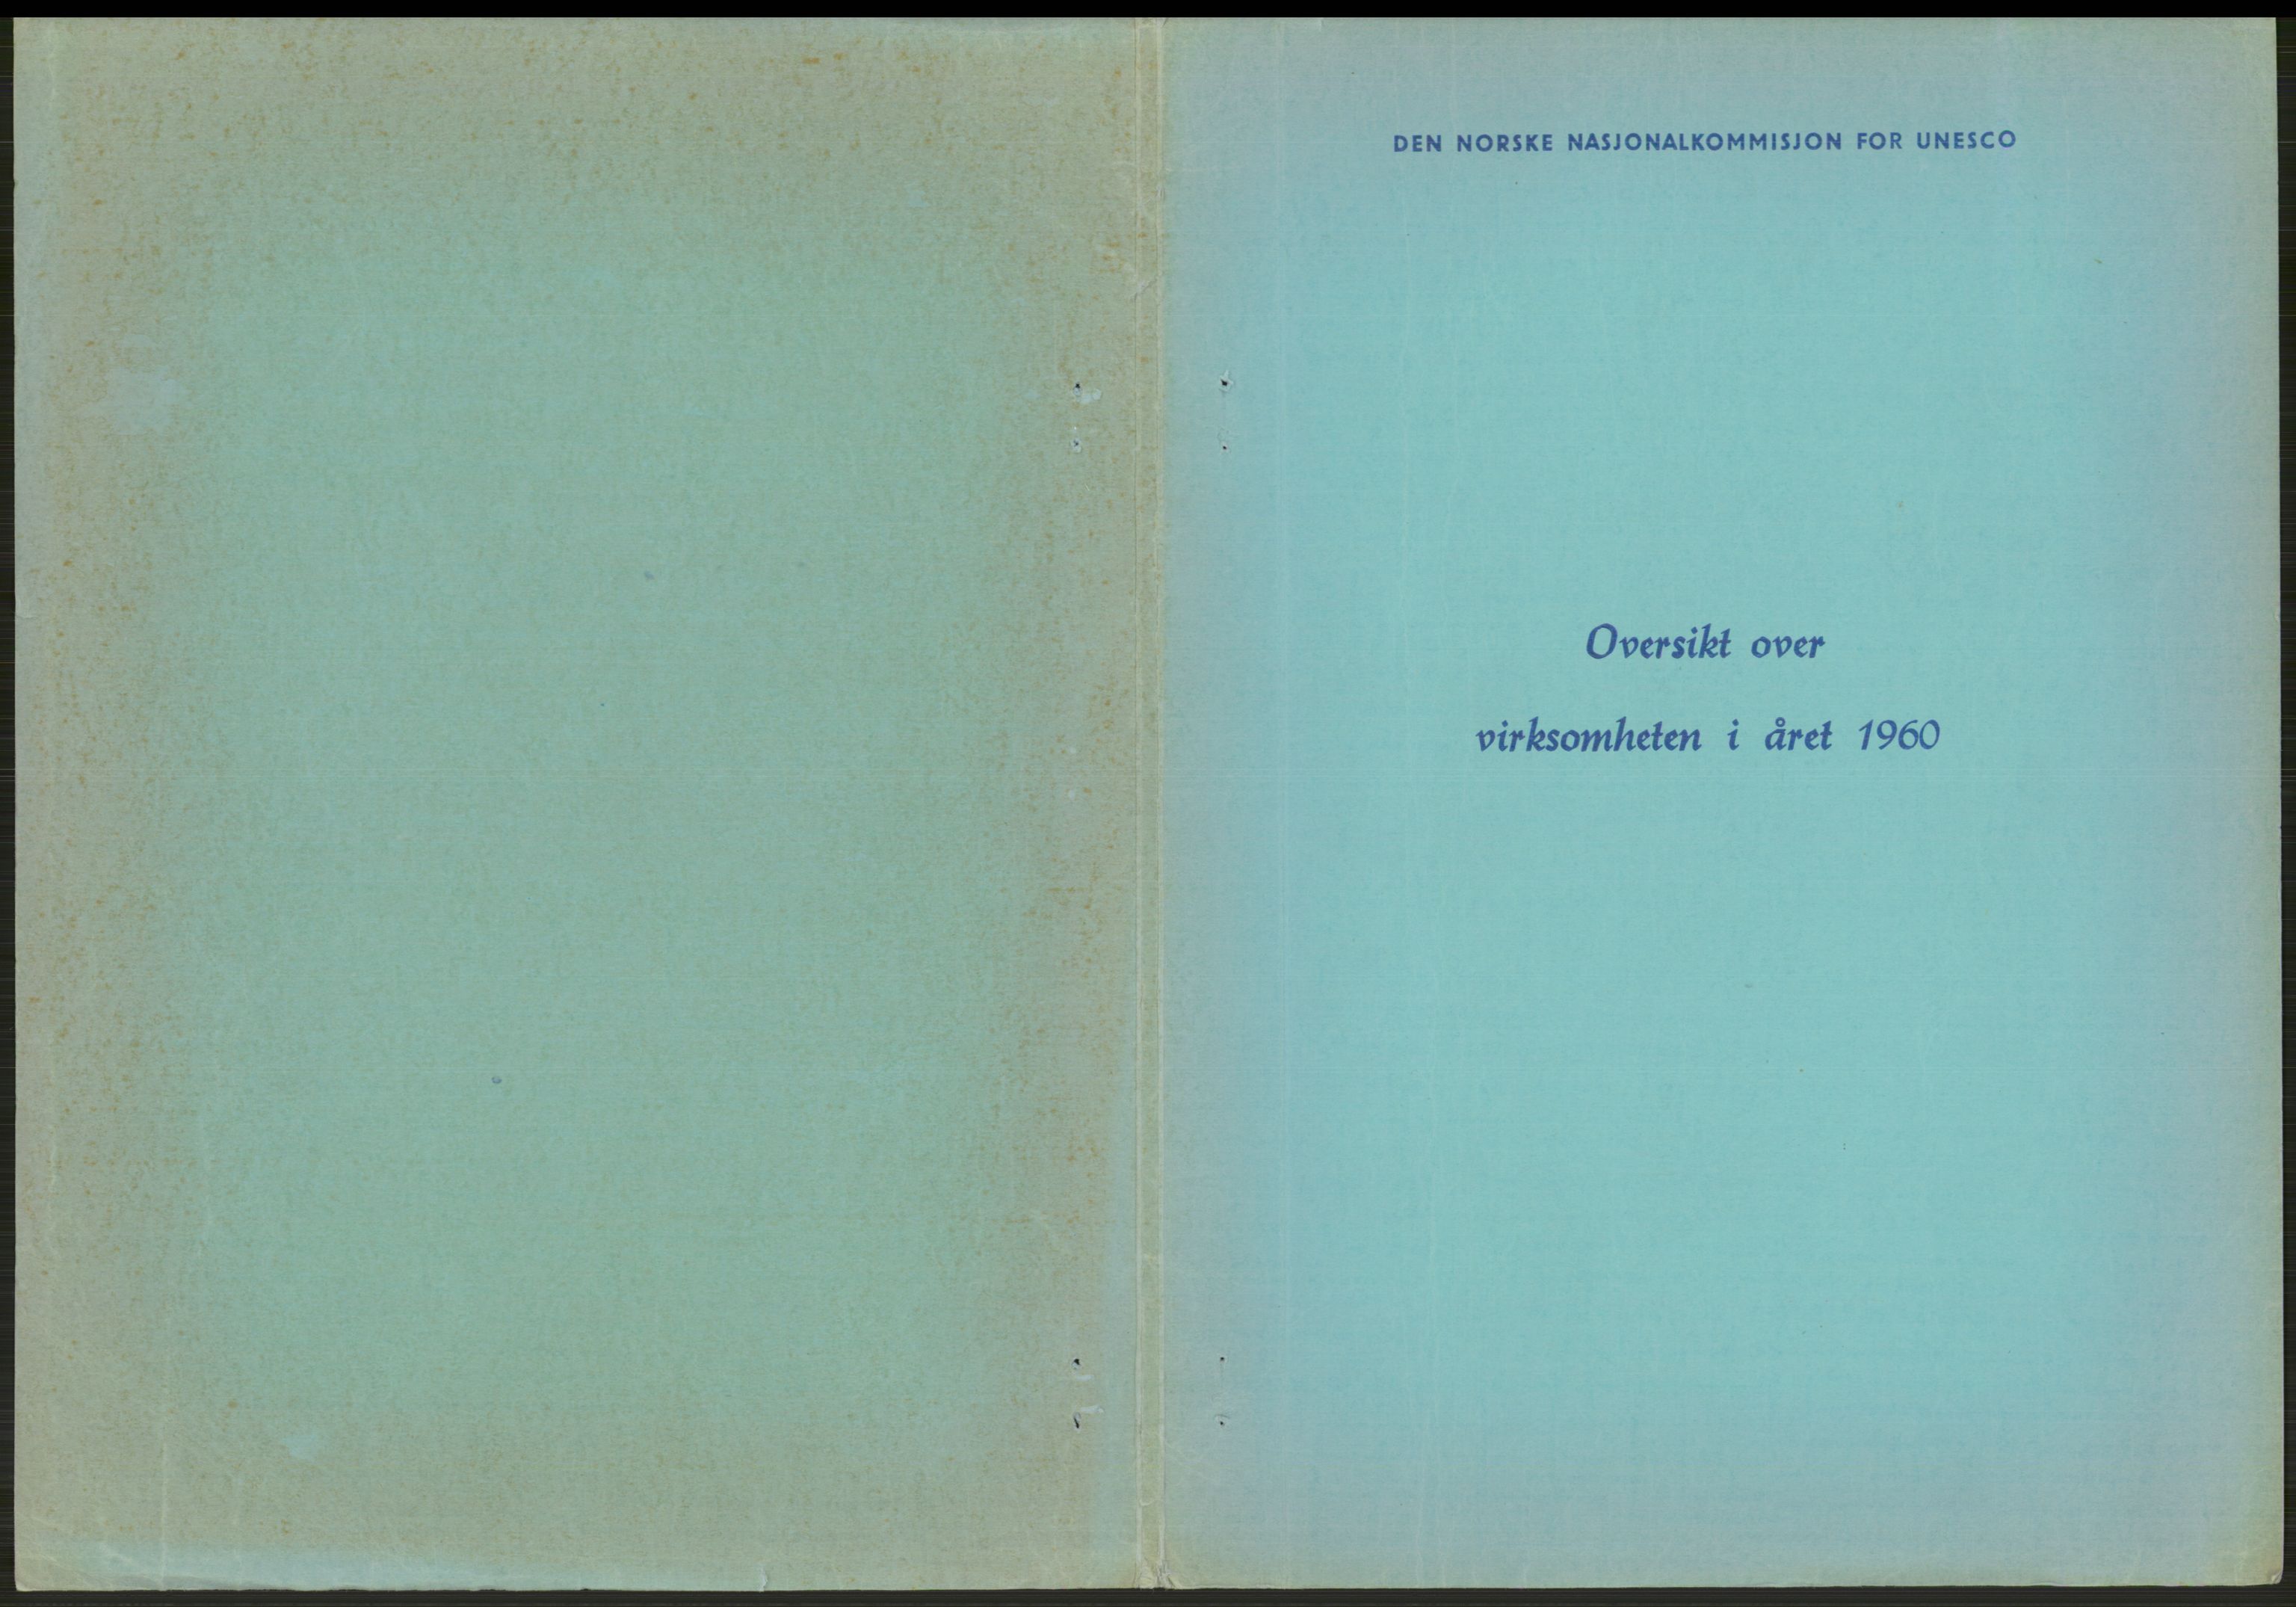 DEN NORSKE NASJONALKOMMISJON FOR UNESCO
Oversikt over
virksomheten i året 1960